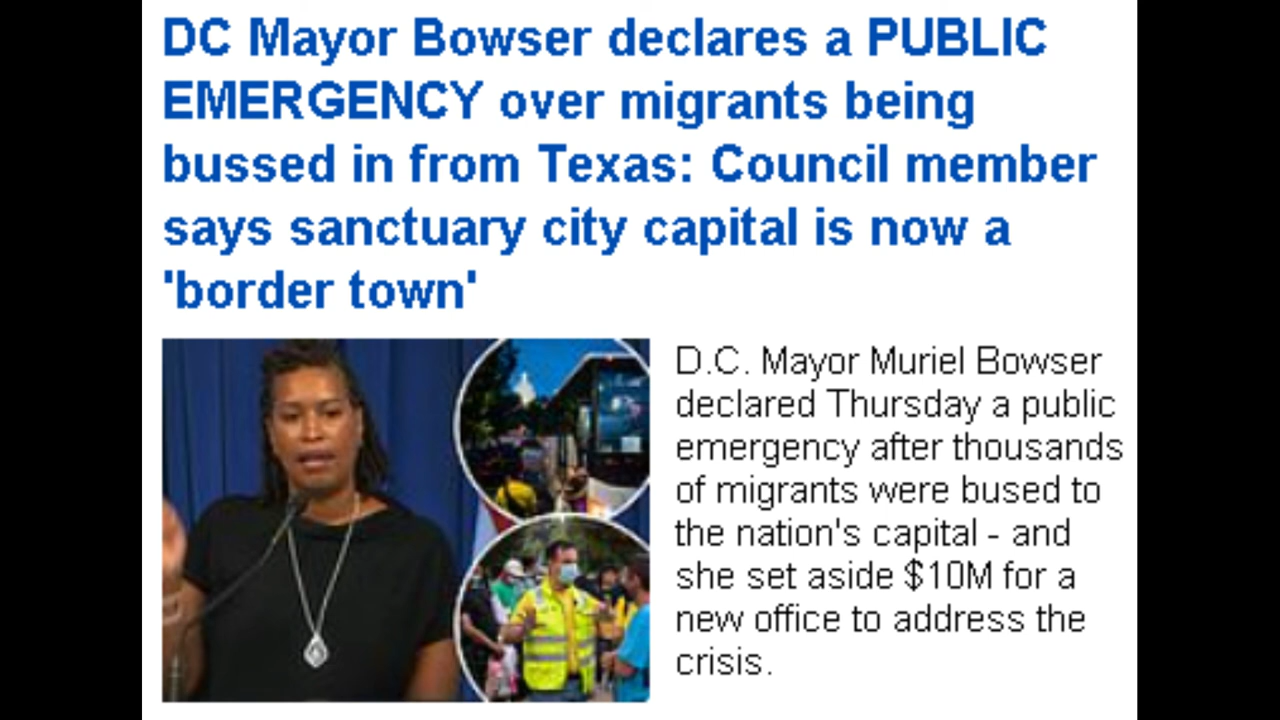 DC Mayor Bowser declares a PUBLIC
EMERGENCY over migrants being
bussed in from Texas: Council member
says sanctuary city capital is now a
'border town'
D.C. Mayor Muriel Bowser
declared Thursday a public
emergency after thousands
of migrants were bused to
the nation's capital - and
she set aside $10M for a
new office to address the
crisis.